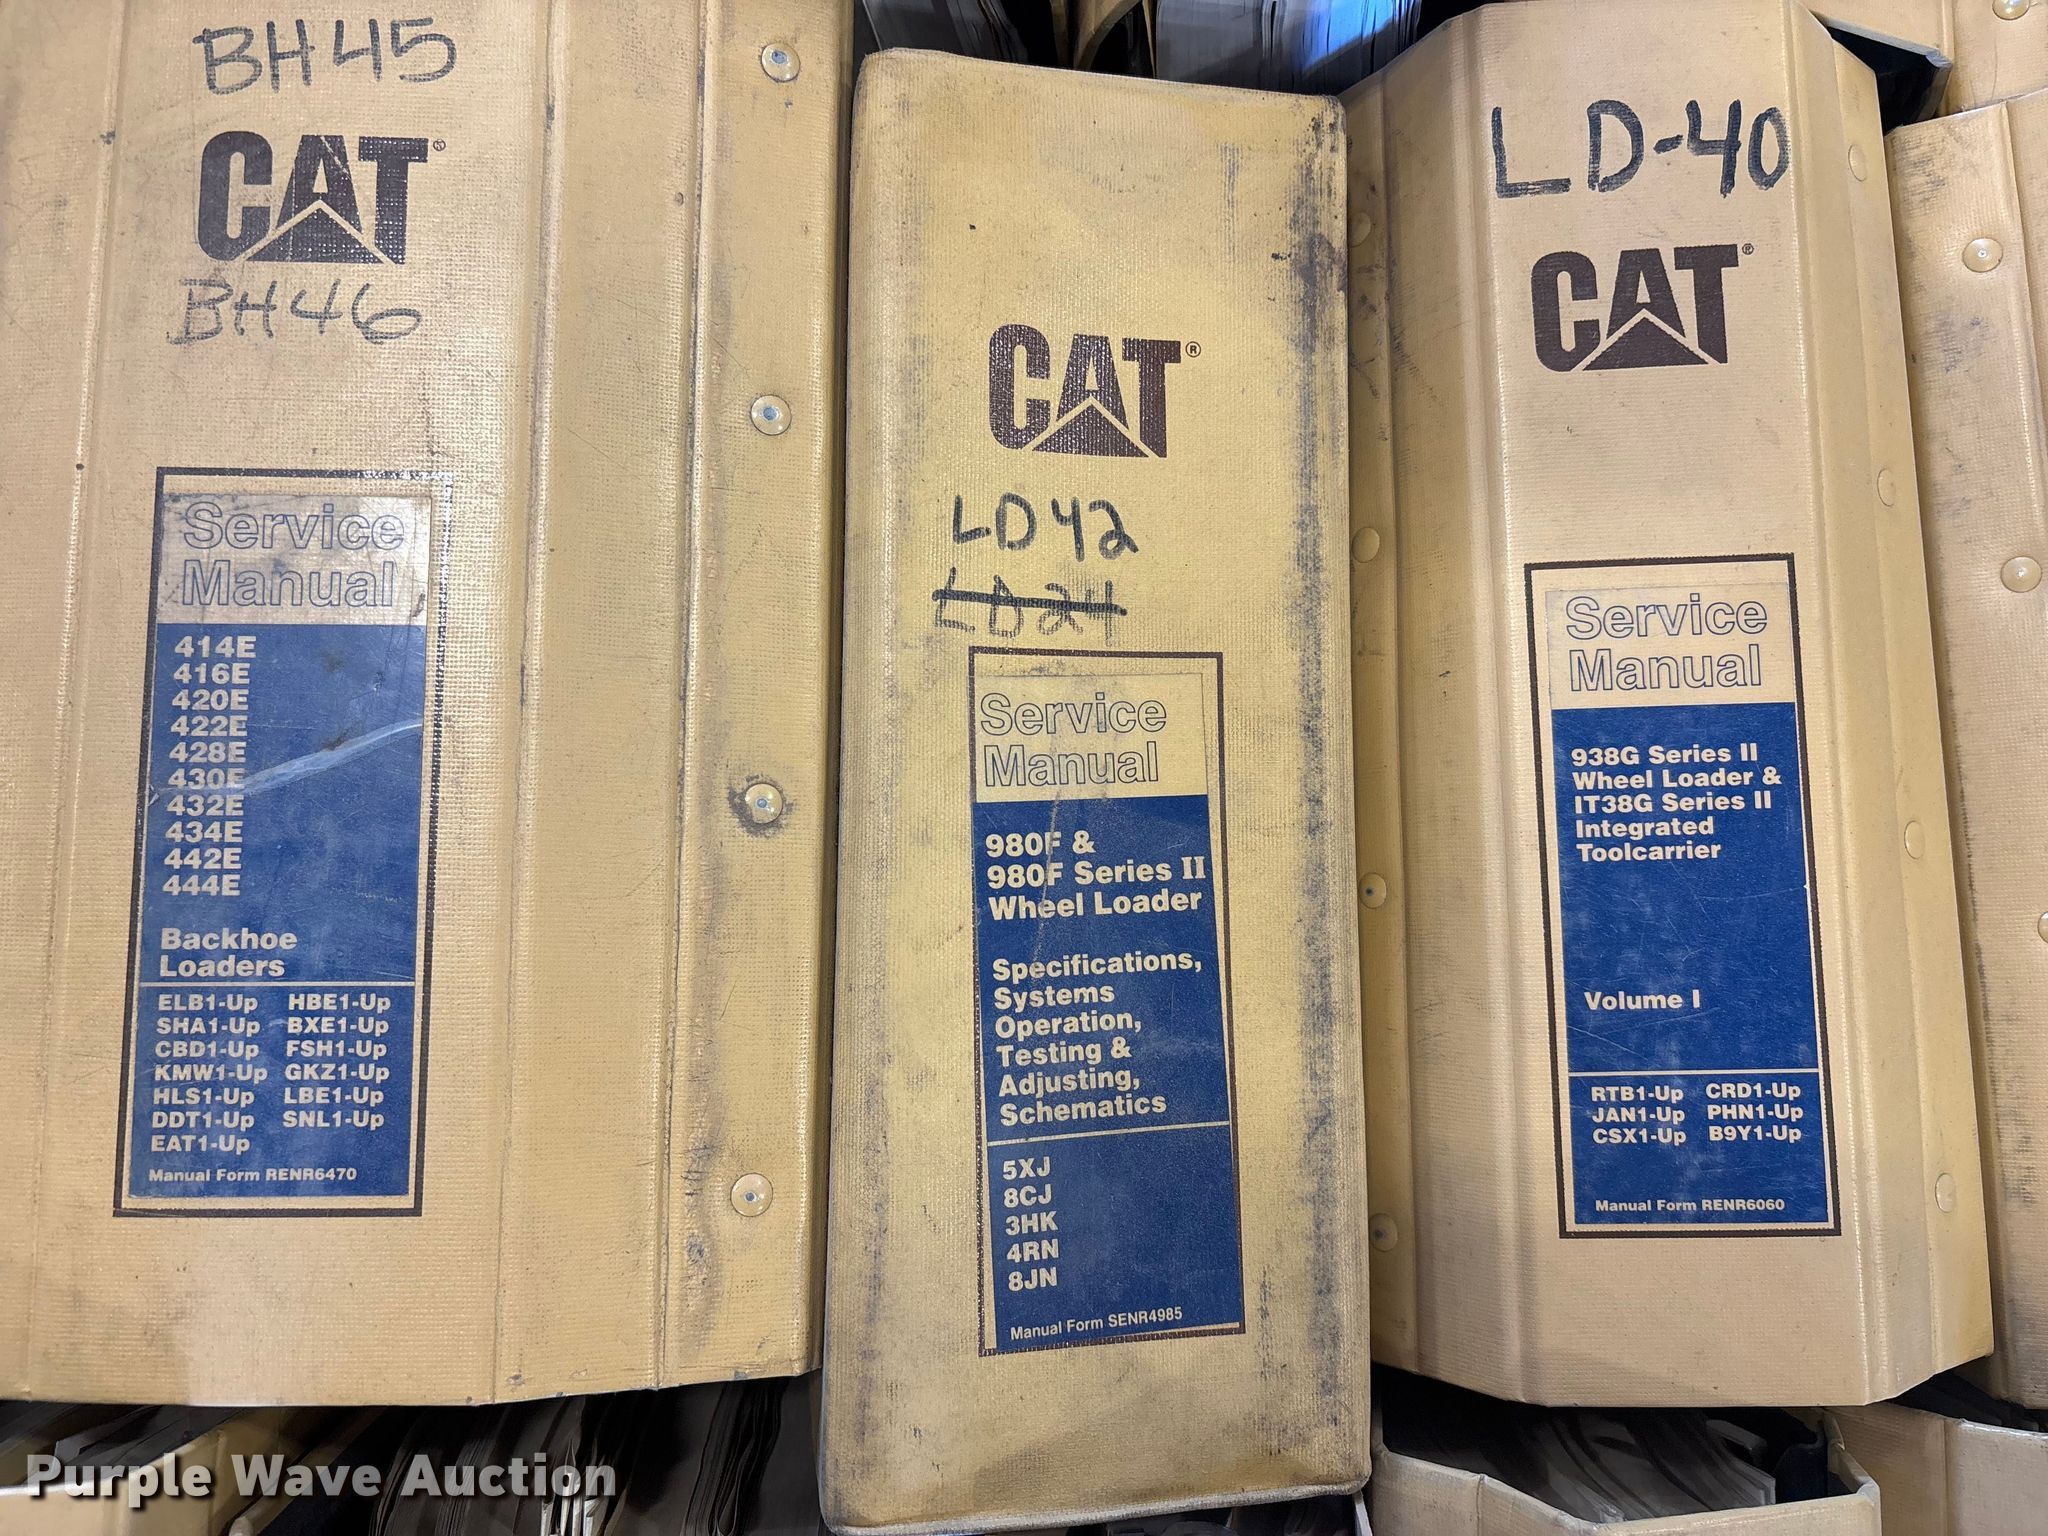 BH45
CAT®
BH46
Service
Manual
414E
416E
420E
422E
428E
430E
432E
434E
442E
444E
Backhoe
Loaders
ELB1-Up HBE1-Up
SHA1-Up BXE1-Up
CBD1-Up FSH1-Up
KMW1-Up GKZ1-Up
HLS1-Up LBE1-Up
DDT1-Up SNL1-Up
EAT1-Up
Manual Form RENR6470
CAT®
LD42
LD24
Service
Manual
980F &
980F Series II
Wheel Loader
Specifications,
Systems
Operation,
Testing &
Adjusting,
Schematics
5XJ
8CJ
3HK
4RN
8JN
Manual Form SENR4985
LD-40
CAT®
Service
Manual
938G Series II
Wheel Loader &
IT38G Series II
Integrated
Toolcarrier
Volume I
RTB1-Up CRD1-Up
JAN1-Up PHN1-Up
CSX1-Up B9Y1-Up
Manual Form RENR6060
Purple Wave Auction